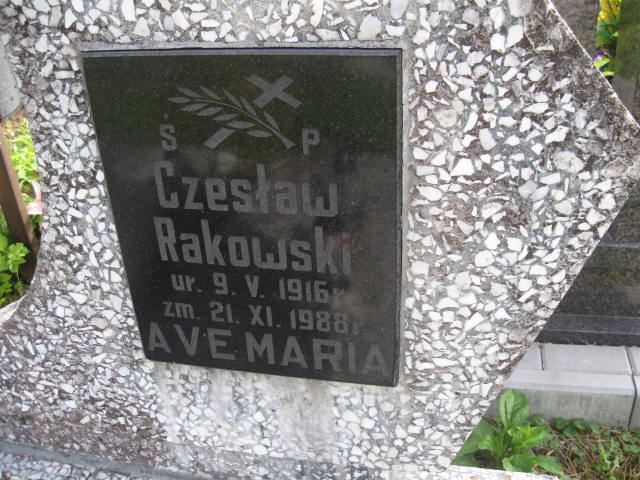 Ś P
Czesław
Rakowski
ur. 9. V. 1916r.
zm. 21. XI. 1988r.
AVE MARIA